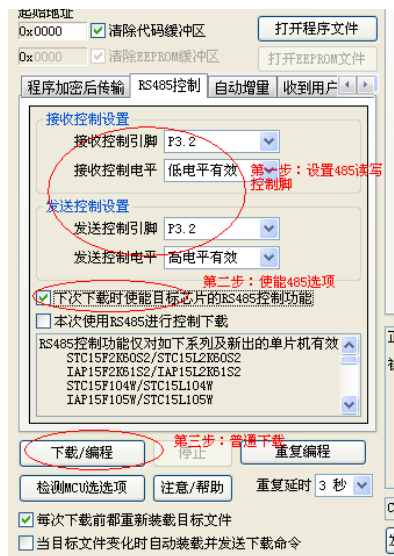 起始地址
0x0000 清除代码缓冲区 打开程序文件
0x0000 清除EEPROM缓冲区 打开EEPROM文件
程序加密后传输 RS485控制 自动增量 收到用户
接收控制设置
接收控制引脚 P3.2
接收控制电平 低电平有效
第一步：设置485读写
控制脚
发送控制设置
发送控制引脚 P3.2
发送控制电平 高电平有效
第二步：使能485选项
下次下载时使能目标芯片的RS485控制功能
本次使用RS485进行控制下载
RS485控制功能仅对如下系列及新出的单片机有效
STC15F2K60S2/STC15L2K60S2
IAP15F2K61S2/IAP15L2K61S2
STC15F104W/STC15L104W
IAP15F105W/STC15L105W
第三步：普通下载
下载/编程 停止 重复编程
检测MCU选选项 注意/帮助 重复延时 3 秒
每次下载前都重新装载目标文件
当目标文件变化时自动装载并发送下载命令